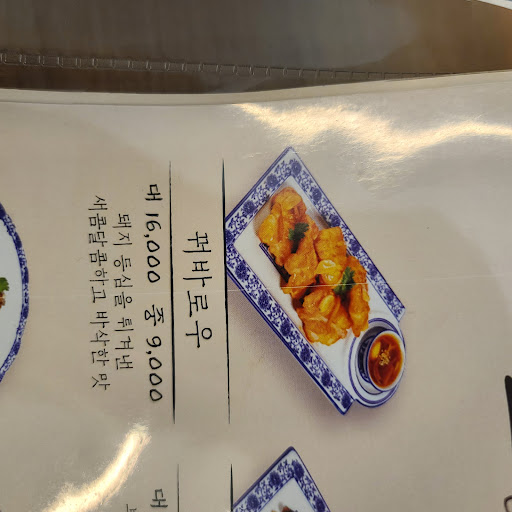 꿔바로우
대 16,000 중 9,000
돼지 등심을 튀겨낸
새콤달콤하고 바삭한 맛
대